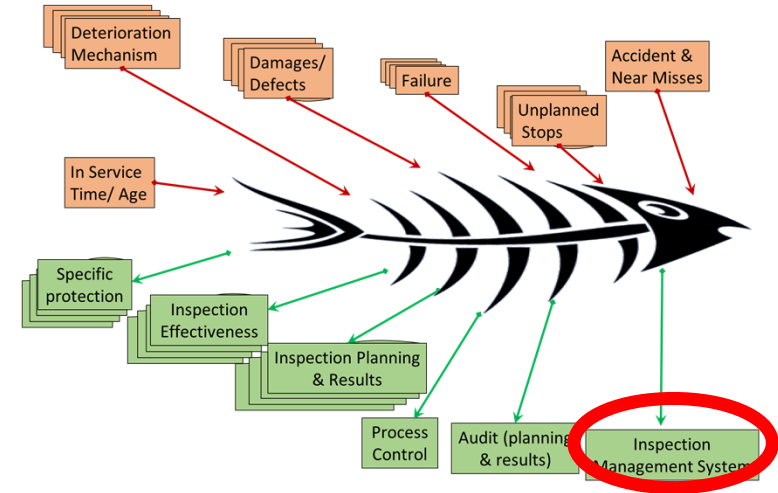 Deterioration
Mechanism
Damages/
Defects
Failure
Accident &
Near Misses
Unplanned
Stops
In Service
Time/ Age
Specific
protection
Inspection
Effectiveness
Inspection Planning
& Results
Process
Control
Audit (planning
& results)
Inspection
Management System